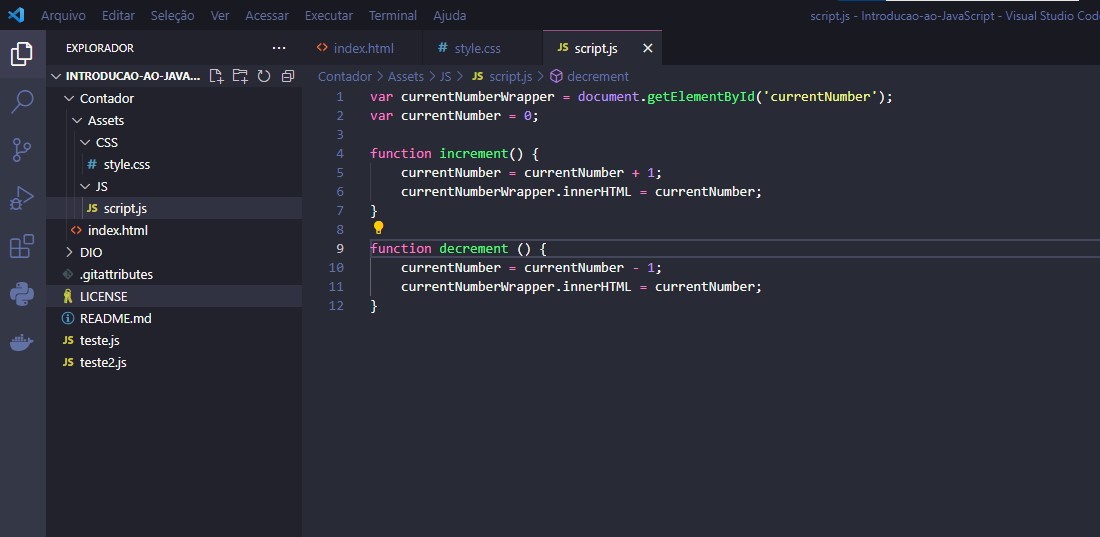 Arquivo Editar Seleção Ver Acessar Executar Terminal Ajuda script.js - Introducao-ao-JavaScript - Visual Studio Cod
EXPLORADOR ···
INTRODUCAO-AO-JAVA...
Contador
Assets
CSS
# style.css
JS
JS script.js
<> index.html
DIO
.gitattributes
LICENSE
README.md
JS teste.js
JS teste2.js
<> index.html # style.css JS script.js ×
Contador > Assets > JS > JS script.js > decrement
1 var currentNumberWrapper = document.getElementById('currentNumber');
2 var currentNumber = 0;
3
4 function increment() {
5 currentNumber = currentNumber + 1;
6 currentNumberWrapper.innerHTML = currentNumber;
7 }
8
9 function decrement () {
10 currentNumber = currentNumber - 1;
11 currentNumberWrapper.innerHTML = currentNumber;
12 }